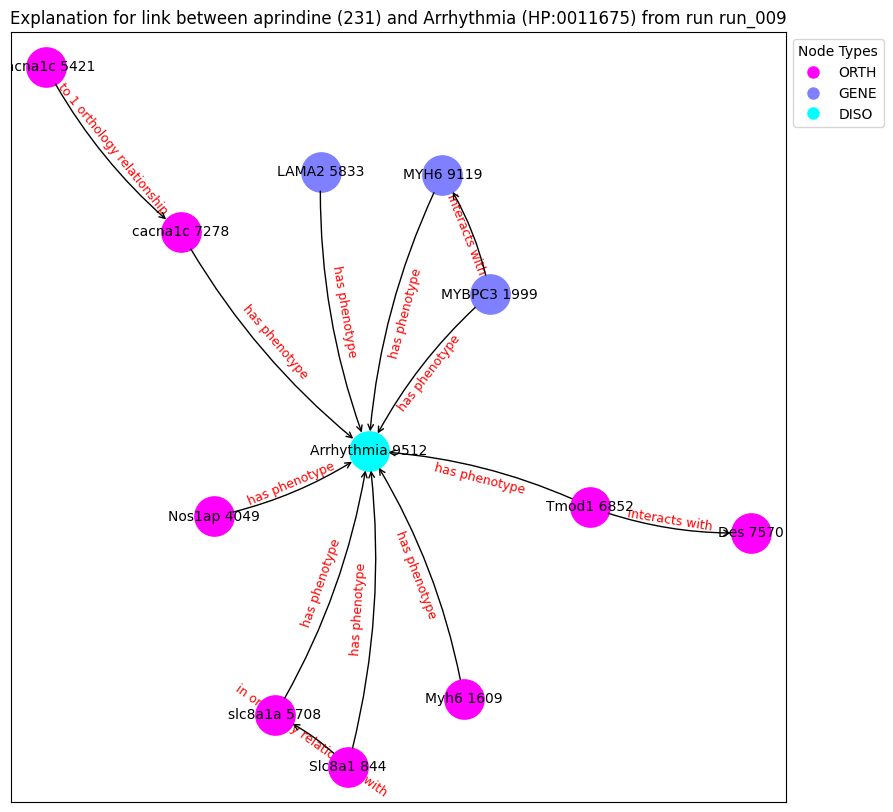 Explanation for link between aprindine (231) and Arrhythmia (HP:0011675) from run run_009
Node Types
ORTH
GENE
DISO
5421
to 1 orthology relationship
LAMA2 5833
MYH6 9119
interacts with
cacna1c 7278
MYBPC3 1999
has phenotype
has phenotype
has phenotype
has phenotype
Arrhythmia 9512
has phenotype
has phenotype
Tmod1 6852
interacts with
Nos1ap 4049
Des 7570
has phenotype
has phenotype
has phenotype
Myh6 1609
slc8a1a 5708
in
with
Slc8a1 844